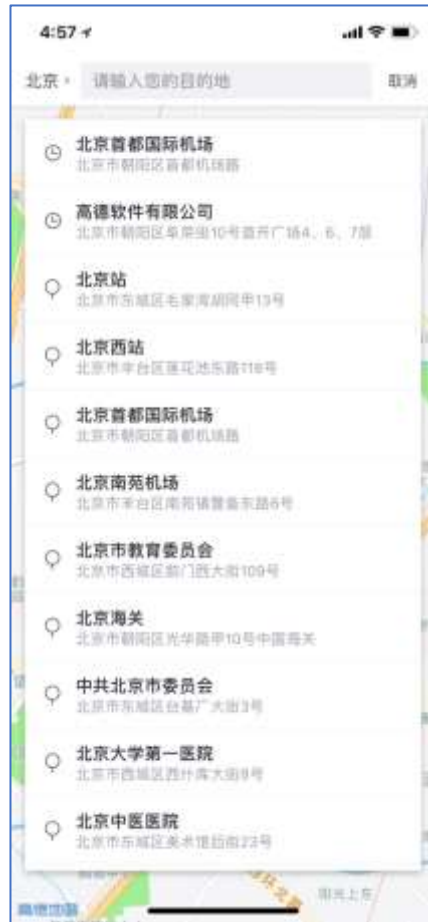 4:57
北京
请输入您的目的地
取消
北京首都国际机场
北京市朝阳区首都机场路
高德软件有限公司
北京市朝阳区阜荣街10号首开广场4、6、7层
北京站
北京市东城区毛家湾胡同甲13号
北京西站
北京市丰台区莲花池东路118号
北京首都国际机场
北京市朝阳区首都机场路
北京南苑机场
北京市丰台区南苑镇警备东路6号
北京市教育委员会
北京市西城区前门西大街109号
北京海关
北京市朝阳区光华路甲10号中国海关
中共北京市委员会
北京市东城区台基厂大街3号
北京大学第一医院
北京市西城区西什库大街8号
北京中医医院
北京市东城区美术馆后街23号
高德地图
阳光上东